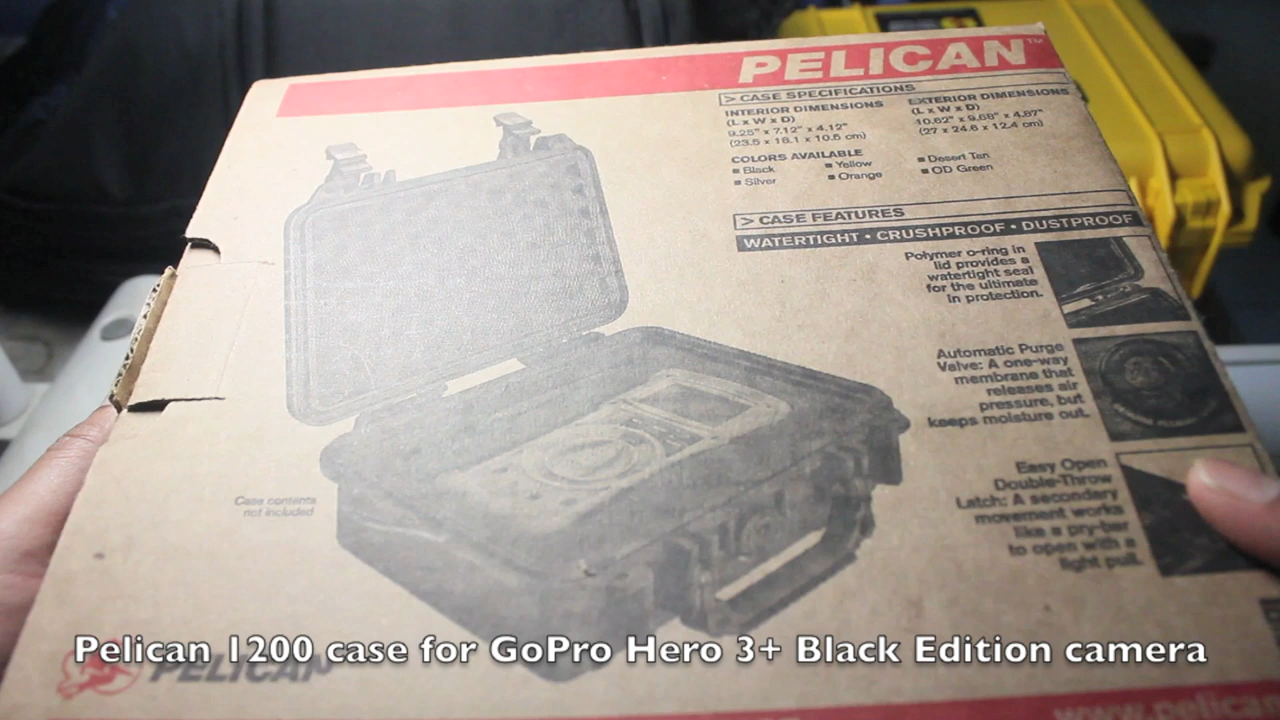 PELICAN™
> CASE SPECIFICATIONS
INTERIOR DIMENSIONS
(L x W x D)
9.25" x 7.12" x 4.12"
(23.5 x 18.1 x 10.5 cm)
EXTERIOR DIMENSIONS
(L x W x D)
10.62" x 9.68" x 4.87"
(27 x 24.6 x 12.4 cm)
COLORS AVAILABLE
■ Black
■ Silver
■ Yellow
■ Orange
■ Desert Tan
■ OD Green
> CASE FEATURES
WATERTIGHT • CRUSHPROOF • DUSTPROOF
Polymer o-ring in
lid provides a
watertight seal
for the ultimate
in protection.
Automatic Purge
Valve: A one-way
membrane that
releases air
pressure, but
keeps moisture out.
Easy Open
Double-Throw
Latch: A secondary
movement works
like a pry-bar
to open with a
light pull.
Case contents
not included
Pelican 1200 case for GoPro Hero 3+ Black Edition camera
PELICAN™
www.pelican